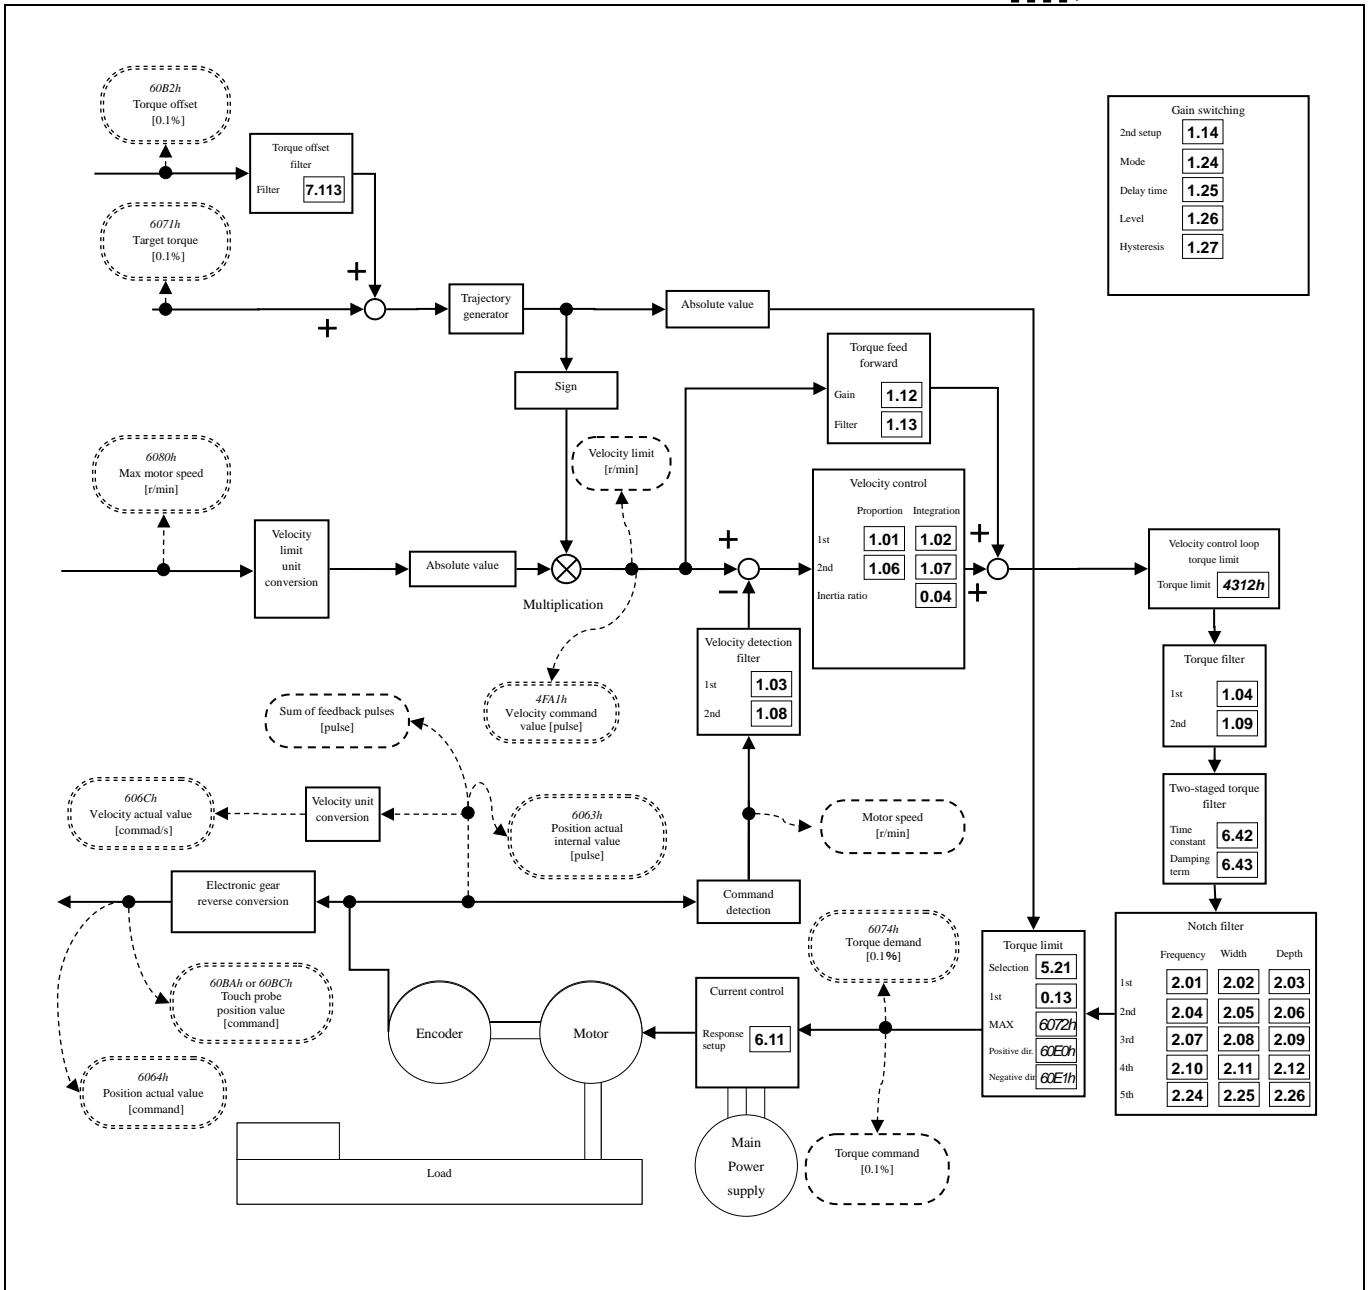 60B2h
Torque offset
[0.1%]
Torque offset
filter
Filter 7.113
6071h
Target torque
[0.1%]
+
+
Trajectory
generator
Absolute value
Sign
Gain switching
2nd setup 1.14
Mode 1.24
Delay time 1.25
Level 1.26
Hysteresis 1.27
Torque feed
forward
Gain 1.12
Filter 1.13
6080h
Max motor speed
[r/min]
Velocity
limit
unit
conversion
Absolute value
Multiplication
Velocity limit
[r/min]
+
−
Velocity control
Proportion Integration
1st 1.01 1.02
2nd 1.06 1.07
Inertia ratio 0.04
+
+
Velocity control loop
torque limit
Torque limit 4312h
Torque filter
1st 1.04
2nd 1.09
Velocity detection
filter
1st 1.03
2nd 1.08
4FA1h
Velocity command
value [pulse]
Sum of feedback pulses
[pulse]
606Ch
Velocity actual value
[commad/s]
Velocity unit
conversion
6063h
Position actual
internal value
[pulse]
Motor speed
[r/min]
Two-staged torque
filter
Time
constant 6.42
Damping
term 6.43
Electronic gear
reverse conversion
Command
detection
6074h
Torque demand
[0.1%]
Torque limit
Selection 5.21
1st 0.13
MAX 6072h
Positive dir. 60E0h
Negative dir. 60E1h
Notch filter
Frequency Width Depth
1st 2.01 2.02 2.03
2nd 2.04 2.05 2.06
3rd 2.07 2.08 2.09
4th 2.10 2.11 2.12
5th 2.24 2.25 2.26
60BAh or 60BCh
Touch probe
position value
[command]
Encoder
Motor
Current control
Response
setup 6.11
6064h
Position actual value
[command]
Load
Main
Power
supply
Torque command
[0.1%]